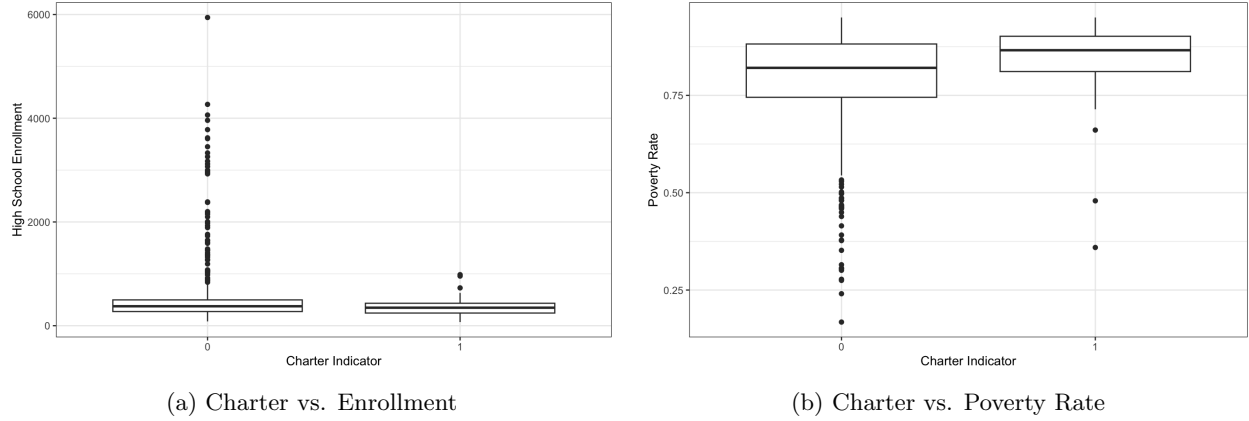 6000
4000
2000
0
High School Enrollment
0
1
Charter Indicator
(a) Charter vs. Enrollment
0.75
0.50
0.25
Poverty Rate
0
1
Charter Indicator
(b) Charter vs. Poverty Rate